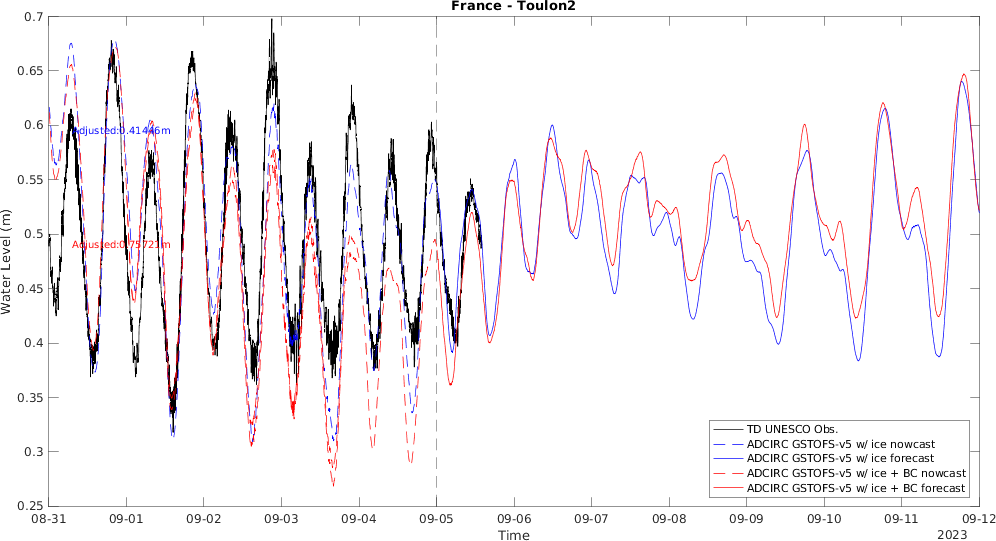 France - Toulon2
0.7
0.65
0.6
0.55
0.5
0.45
0.4
0.35
0.3
0.25
Water Level (m)
Adjusted:0.41446m
TD UNESCO Obs.
ADCIRC GSTOFS-v5 w/ ice nowcast
ADCIRC GSTOFS-v5 w/ ice forecast
ADCIRC GSTOFS-v5 w/ ice + BC nowcast
ADCIRC GSTOFS-v5 w/ ice + BC forecast
08-31 09-01 09-02 09-03 09-04 09-05 09-06 09-07 09-08 09-09 09-10 09-11 09-12
Time
2023